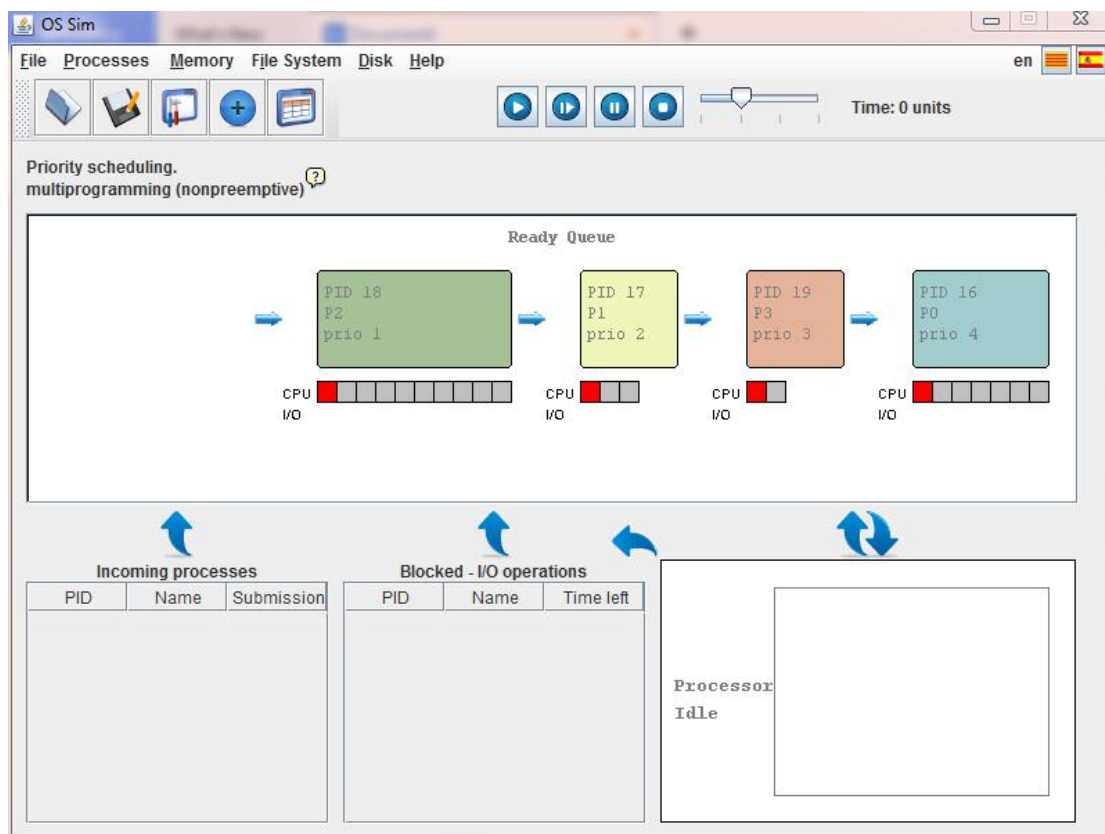 OS Sim
File Processes Memory File System Disk Help
en
Time: 0 units
Priority scheduling.
multiprogramming (nonpreemptive)
?
Ready Queue
PID 18
P2
prio 1
CPU
I/O
PID 17
P1
prio 2
CPU
I/O
PID 19
P3
prio 3
CPU
I/O
PID 16
P0
prio 4
CPU
I/O
Incoming processes
PID Name Submission
Blocked - I/O operations
PID Name Time left
Processor
Idle